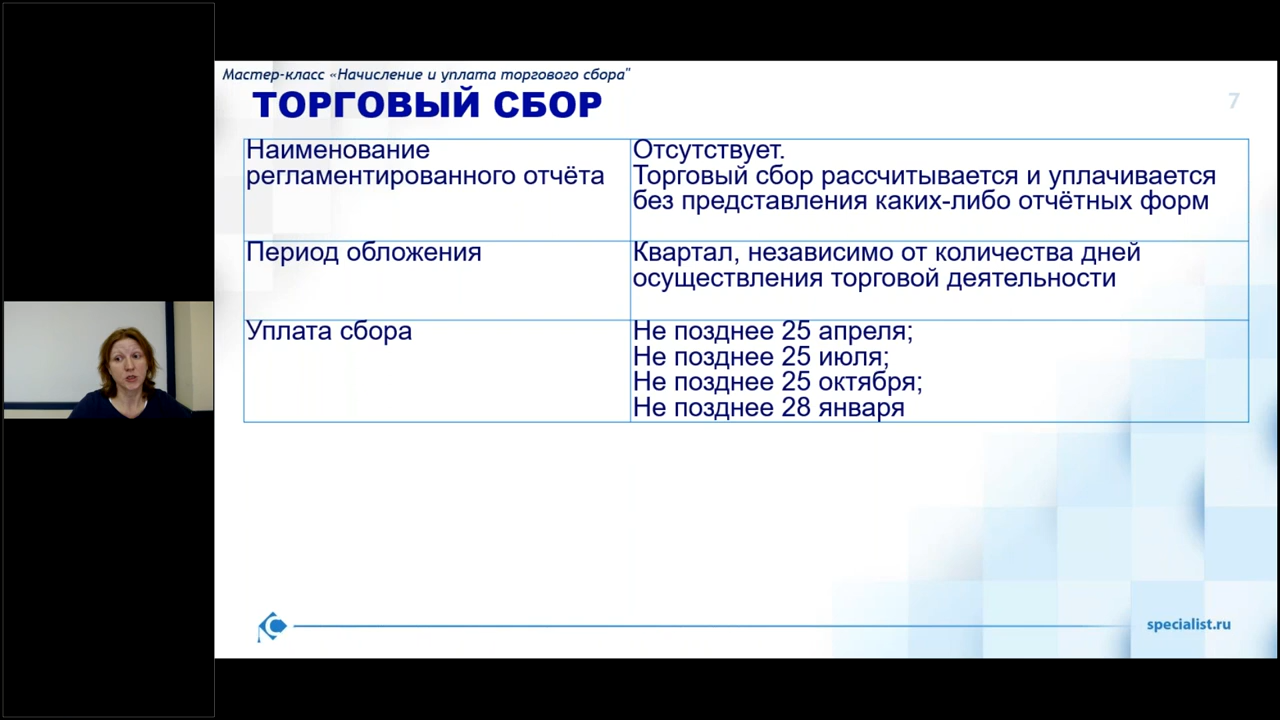 Мастер-класс «Начисление и уплата торгового сбора"
ТОРГОВЫЙ СБОР
7
Наименование
регламентированного отчёта
Отсутствует.
Торговый сбор рассчитывается и уплачивается
без представления каких-либо отчётных форм
Период обложения
Квартал, независимо от количества дней
осуществления торговой деятельности
Уплата сбора
Не позднее 25 апреля;
Не позднее 25 июля;
Не позднее 25 октября;
Не позднее 28 января
specialist.ru